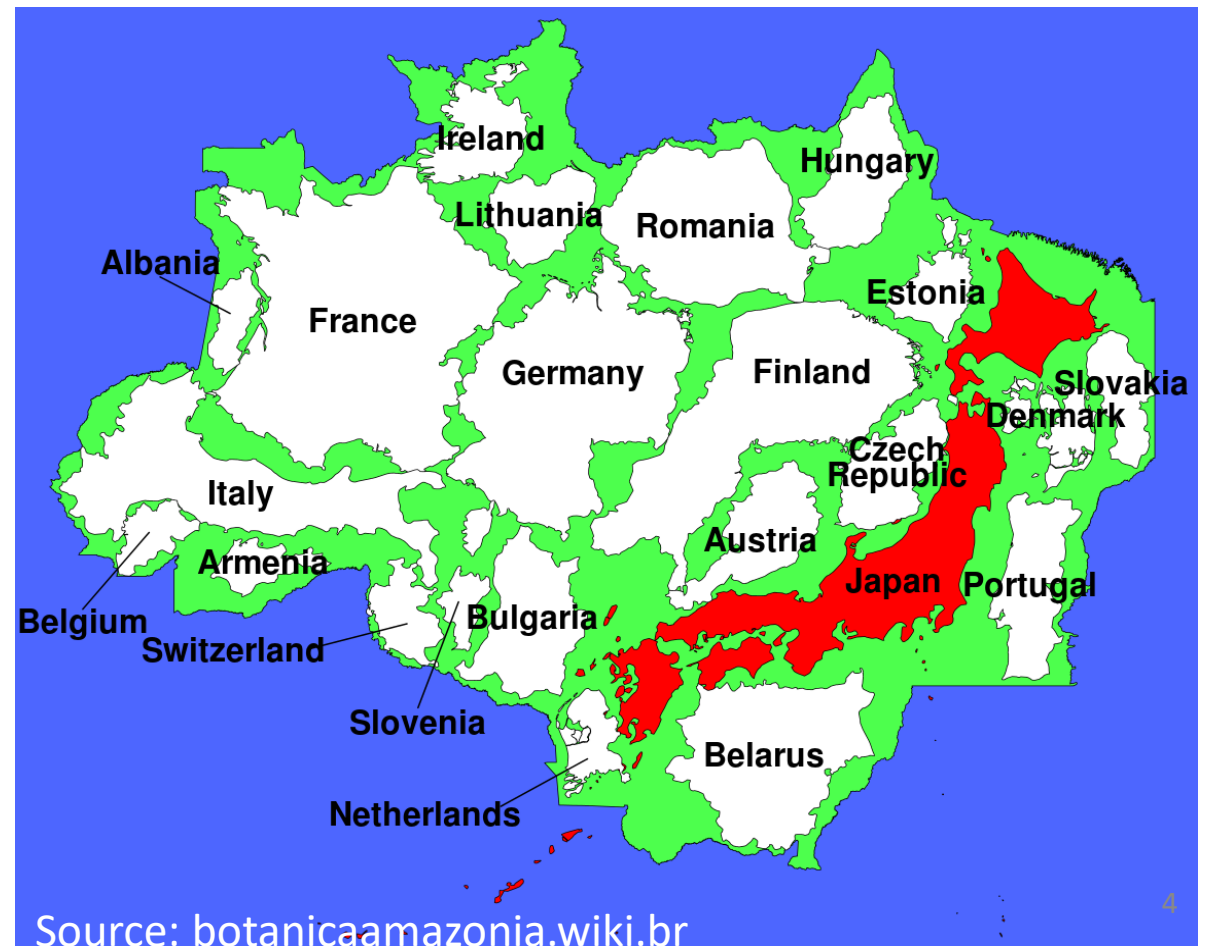 Ireland
Hungary
Lithuania
Romania
Albania
Estonia
France
Germany
Finland
Slovakia
Denmark
Czech
Republic
Italy
Austria
Armenia
Japan
Portugal
Belgium
Bulgaria
Switzerland
Slovenia
Belarus
Netherlands
4
Source: botanicaamazonia.wiki.br